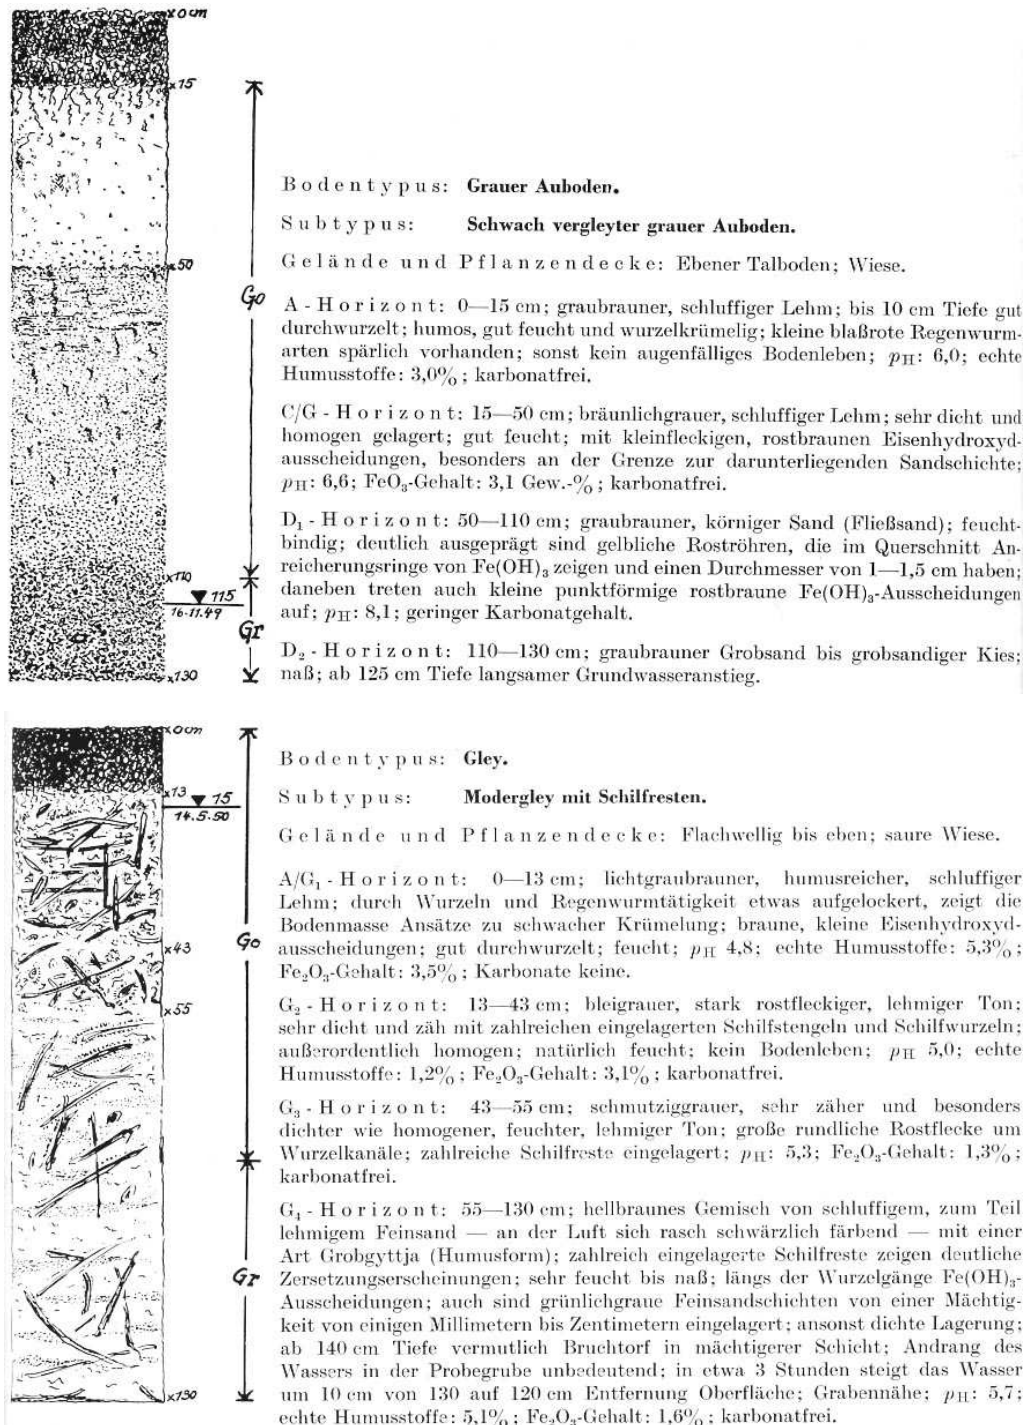 x0cm
x15
x50
Go
x110
115
16.11.49
Gr
x130
Bodentypus: Grauer Auboden.
Subtypus: Schwach vergleyter grauer Auboden.
Gelände und Pflanzendecke: Ebener Talboden; Wiese.
A-Horizont: 0—15 cm; graubrauner, schluffiger Lehm; bis 10 cm Tiefe gut
durchwurzelt; humos, gut feucht und wurzelkrümelig; kleine blaßrote Regenwurm-
arten spärlich vorhanden; sonst kein augenfälliges Bodenleben; pH: 6,0; echte
Humusstoffe: 3,0%; karbonatfrei.
C/G-Horizont: 15—50 cm; bräunlichgrauer, schluffiger Lehm; sehr dicht und
homogen gelagert; gut feucht; mit kleinfleckigen, rostbraunen Eisenhydroxyd-
ausscheidungen, besonders an der Grenze zur darunterliegenden Sandschichte;
pH: 6,6; FeO₃-Gehalt: 3,1 Gew.-%; karbonatfrei.
D₁-Horizont: 50—110 cm; graubrauner, körniger Sand (Fließsand); feucht-
bindig; deutlich ausgeprägt sind gelbliche Roströhren, die im Querschnitt An-
reicherungsringe von Fe(OH)₃ zeigen und einen Durchmesser von 1—1,5 cm haben;
daneben treten auch kleine punktförmige rostbraune Fe(OH)₃-Ausscheidungen
auf; pH: 8,1; geringer Karbonatgehalt.
D₂-Horizont: 110—130 cm; graubrauner Grobsand bis grobsandiger Kies;
naß; ab 125 cm Tiefe langsamer Grundwasseranstieg.
x0cm
x13
15
14.5.50
x43
Go
x55
Gr
x130
Bodentypus: Gley.
Subtypus: Modergley mit Schilfresten.
Gelände und Pflanzendecke: Flachwellig bis eben; saure Wiese.
A/G₁-Horizont: 0—13 cm; lichtgraubrauner, humusreicher, schluffiger
Lehm; durch Wurzeln und Regenwurmtätigkeit etwas aufgelockert, zeigt die
Bodenmasse Ansätze zu schwacher Krümelung; braune, kleine Eisenhydroxyd-
ausscheidungen; gut durchwurzelt; feucht; pH 4,8; echte Humusstoffe: 5,3%;
Fe₂O₃-Gehalt: 3,5%; Karbonate keine.
G₂-Horizont: 13—43 cm; bleigrauer, stark rostfleckiger, lehmiger Ton;
sehr dicht und zäh mit zahlreichen eingelagerten Schilfstengeln und Schilfwurzeln;
außerordentlich homogen; natürlich feucht; kein Bodenleben; pH 5,0; echte
Humusstoffe: 1,2%; Fe₂O₃-Gehalt: 3,1%; karbonatfrei.
G₃-Horizont: 43—55 cm; schmutziggrauer, sehr zäher und besonders
dichter wie homogener, feuchter, lehmiger Ton; große rundliche Rostflecke um
Wurzelkanäle; zahlreiche Schilfreste eingelagert; pH: 5,3; Fe₂O₃-Gehalt: 1,3%;
karbonatfrei.
G₄-Horizont: 55—130 cm; hellbraunes Gemisch von schluffigem, zum Teil
lehmigem Feinsand — an der Luft sich rasch schwärzlich färbend — mit einer
Art Grobgyttja (Humusform); zahlreich eingelagerte Schilfreste zeigen deutliche
Zersetzungserscheinungen; sehr feucht bis naß; längs der Wurzelgänge Fe(OH)₃-
Ausscheidungen; auch sind grünlichgraue Feinsandschichten von einer Mächtig-
keit von einigen Millimetern bis Zentimetern eingelagert; ansonst dichte Lagerung;
ab 140 cm Tiefe vermutlich Bruchtorf in mächtigerer Schicht; Andrang des
Wassers in der Probegrube unbedeutend; in etwa 3 Stunden steigt das Wasser
um 10 cm von 130 auf 120 cm Entfernung Oberfläche; Grabennähe; pH: 5,7;
echte Humusstoffe: 5,1%; Fe₂O₃-Gehalt: 1,6%; karbonatfrei.